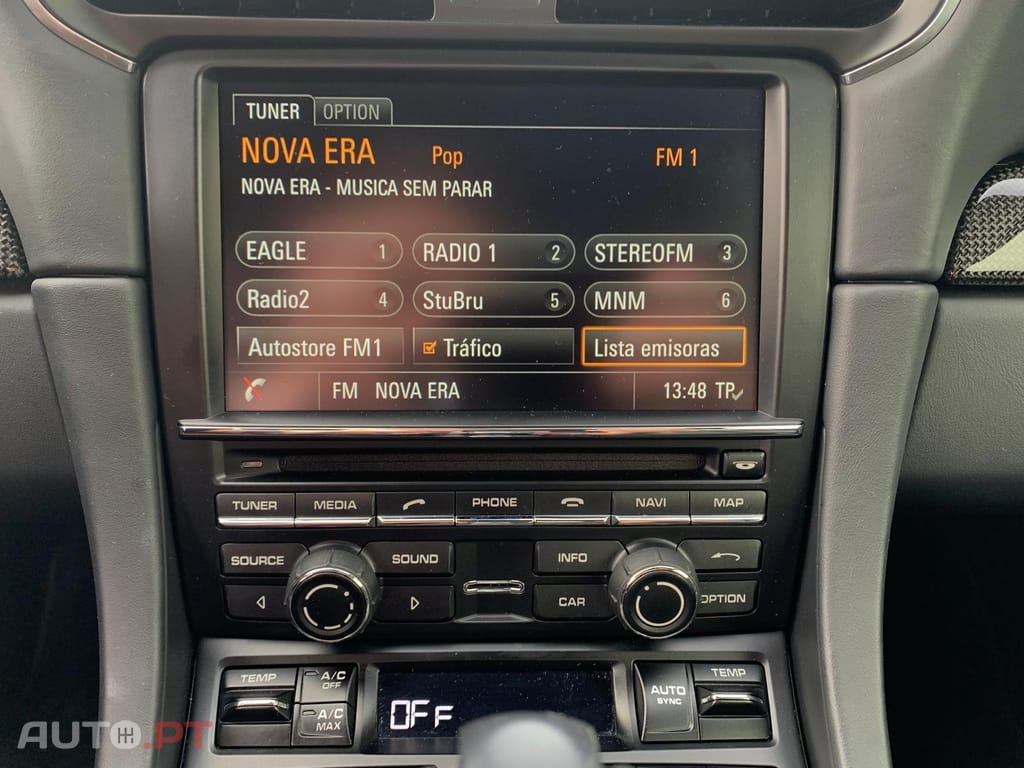 TUNER OPTION
NOVA ERA Pop FM 1
NOVA ERA - MUSICA SEM PARAR
EAGLE 1 RADIO 1 2 STEREOFM 3
Radio2 4 StuBru 5 MNM 6
Autostore FM1 Tráfico Lista emisoras
FM NOVA ERA 13:48 TP
TUNER MEDIA PHONE NAVI MAP
SOURCE SOUND INFO
CAR OPTION
TEMP A/C OFF AUTO SYNC TEMP
A/C MAX OFF
AUTO.PT